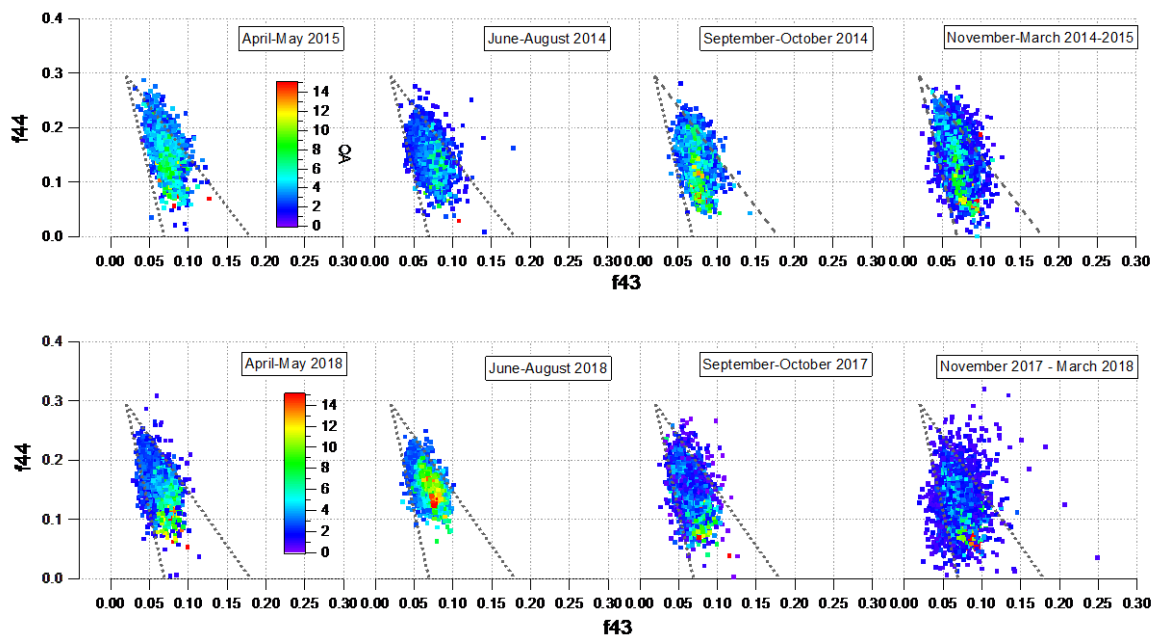 0.4
0.3
0.2
0.1
0.0
f44
April-May 2015
June-August 2014
September-October 2014
November-March 2014-2015
14
12
10
8
6
4
2
0
OA
0.00 0.05 0.10 0.15 0.20 0.25 0.30 0.00 0.05 0.10 0.15 0.20 0.25 0.30 0.00 0.05 0.10 0.15 0.20 0.25 0.30 0.00 0.05 0.10 0.15 0.20 0.25 0.30
f43
0.4
0.3
0.2
0.1
0.0
f44
April-May 2018
June-August 2018
September-October 2017
November 2017 - March 2018
14
12
10
8
6
4
2
0
0.00 0.05 0.10 0.15 0.20 0.25 0.30 0.00 0.05 0.10 0.15 0.20 0.25 0.30 0.00 0.05 0.10 0.15 0.20 0.25 0.30 0.00 0.05 0.10 0.15 0.20 0.25 0.30
f43